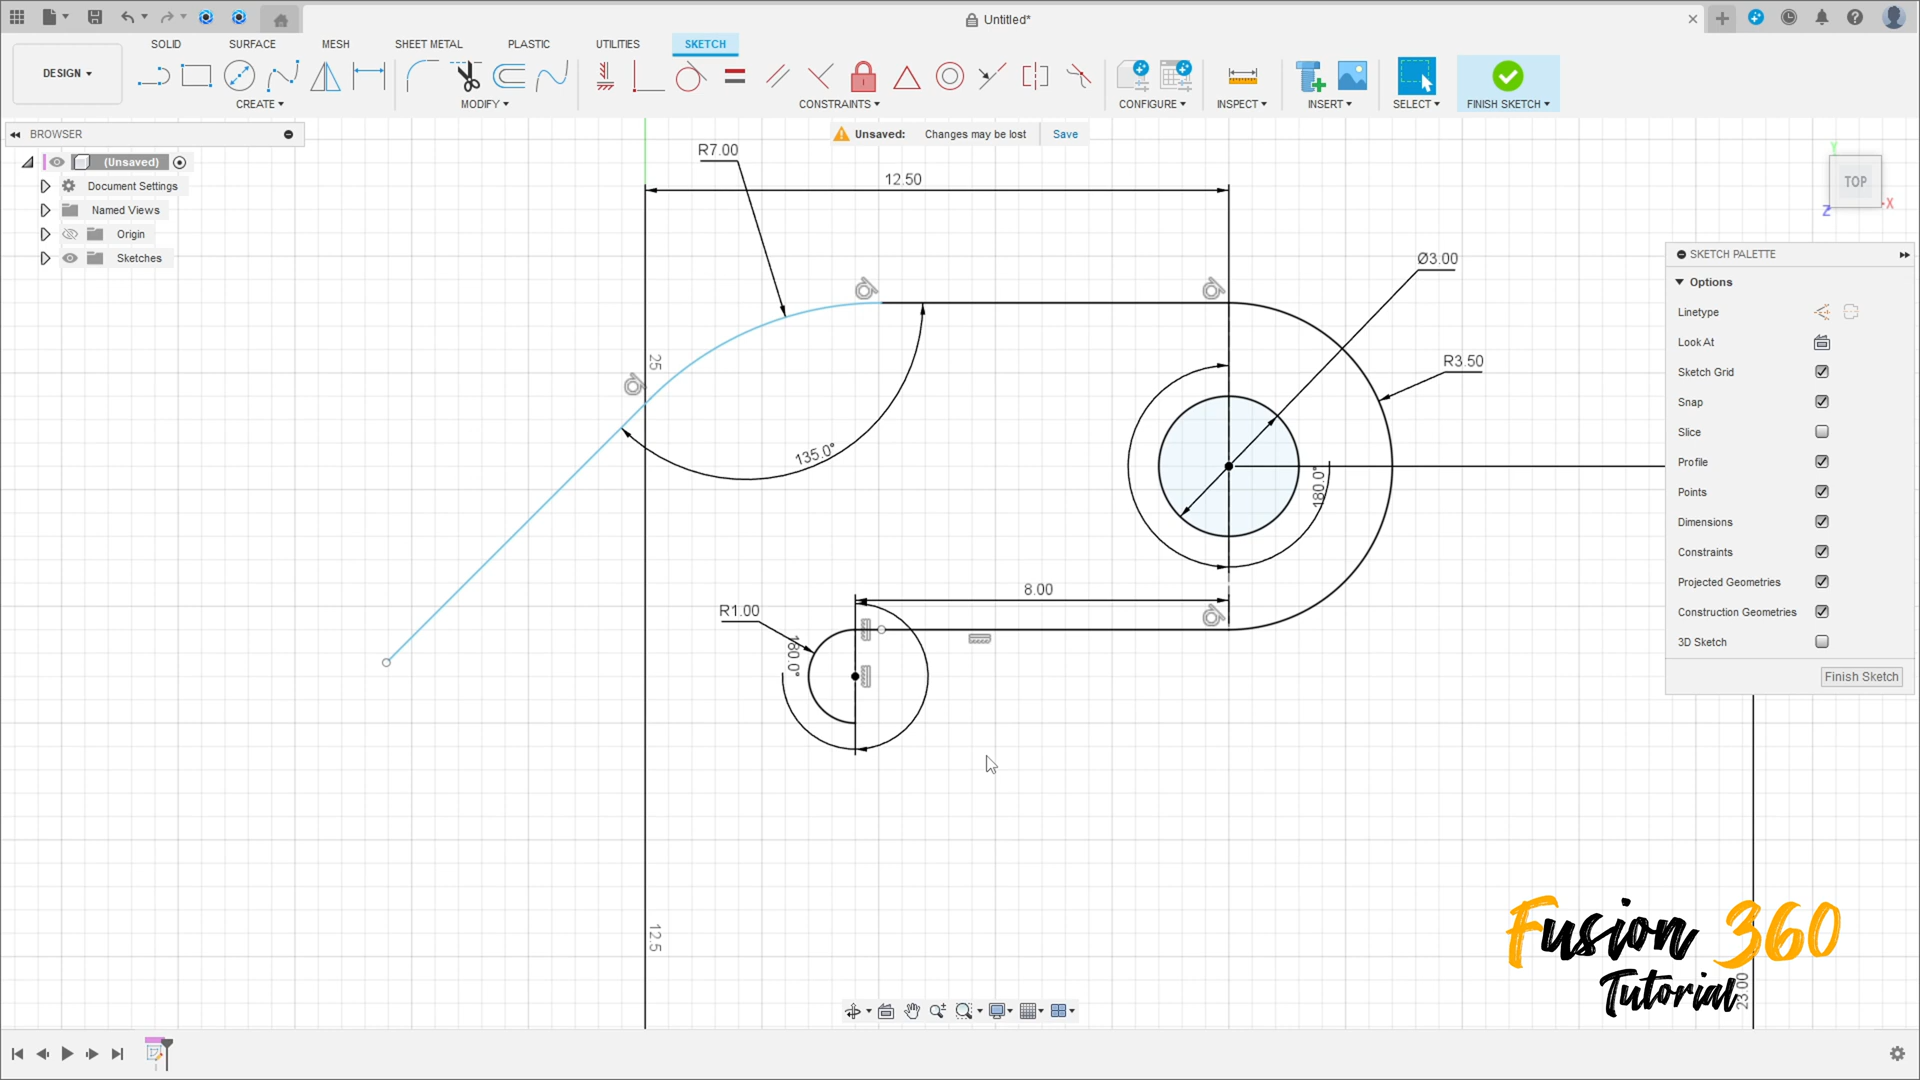 Untitled*
DESIGN
SOLID
SURFACE
MESH
SHEET METAL
PLASTIC
UTILITIES
SKETCH
CREATE
MODIFY
CONSTRAINTS
CONFIGURE
INSPECT
INSERT
SELECT
FINISH SKETCH
BROWSER
Unsaved: Changes may be lost
Save
(Unsaved)
Document Settings
Named Views
Origin
Sketches
R7.00
12.50
Y
TOP
Z
X
Ø3.00
R3.50
25
135.0°
180.0°
8.00
R1.00
180.0°
12.5
23.00
SKETCH PALETTE
Options
Linetype
Look At
Sketch Grid
Snap
Slice
Profile
Points
Dimensions
Constraints
Projected Geometries
Construction Geometries
3D Sketch
Finish Sketch
Fusion 360
Tutorial